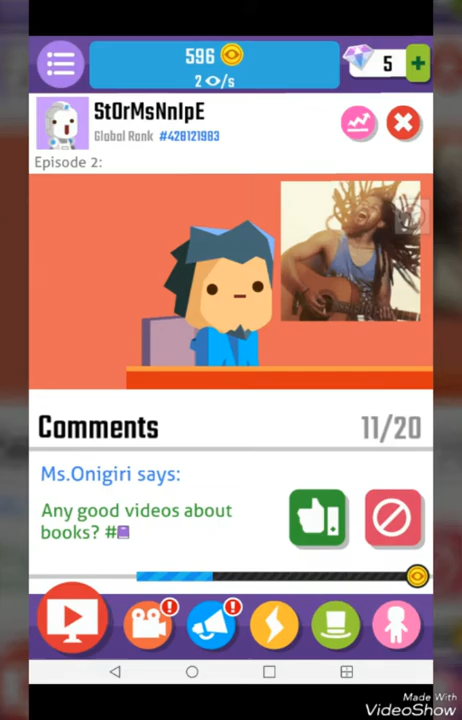 596
5
2 /s
StOrMsNnIpE
Global Rank #428121983
Episode 2:
Comments 11/20
Ms.Onigiri says:
Any good videos about
books? #
Made With
VideoShow